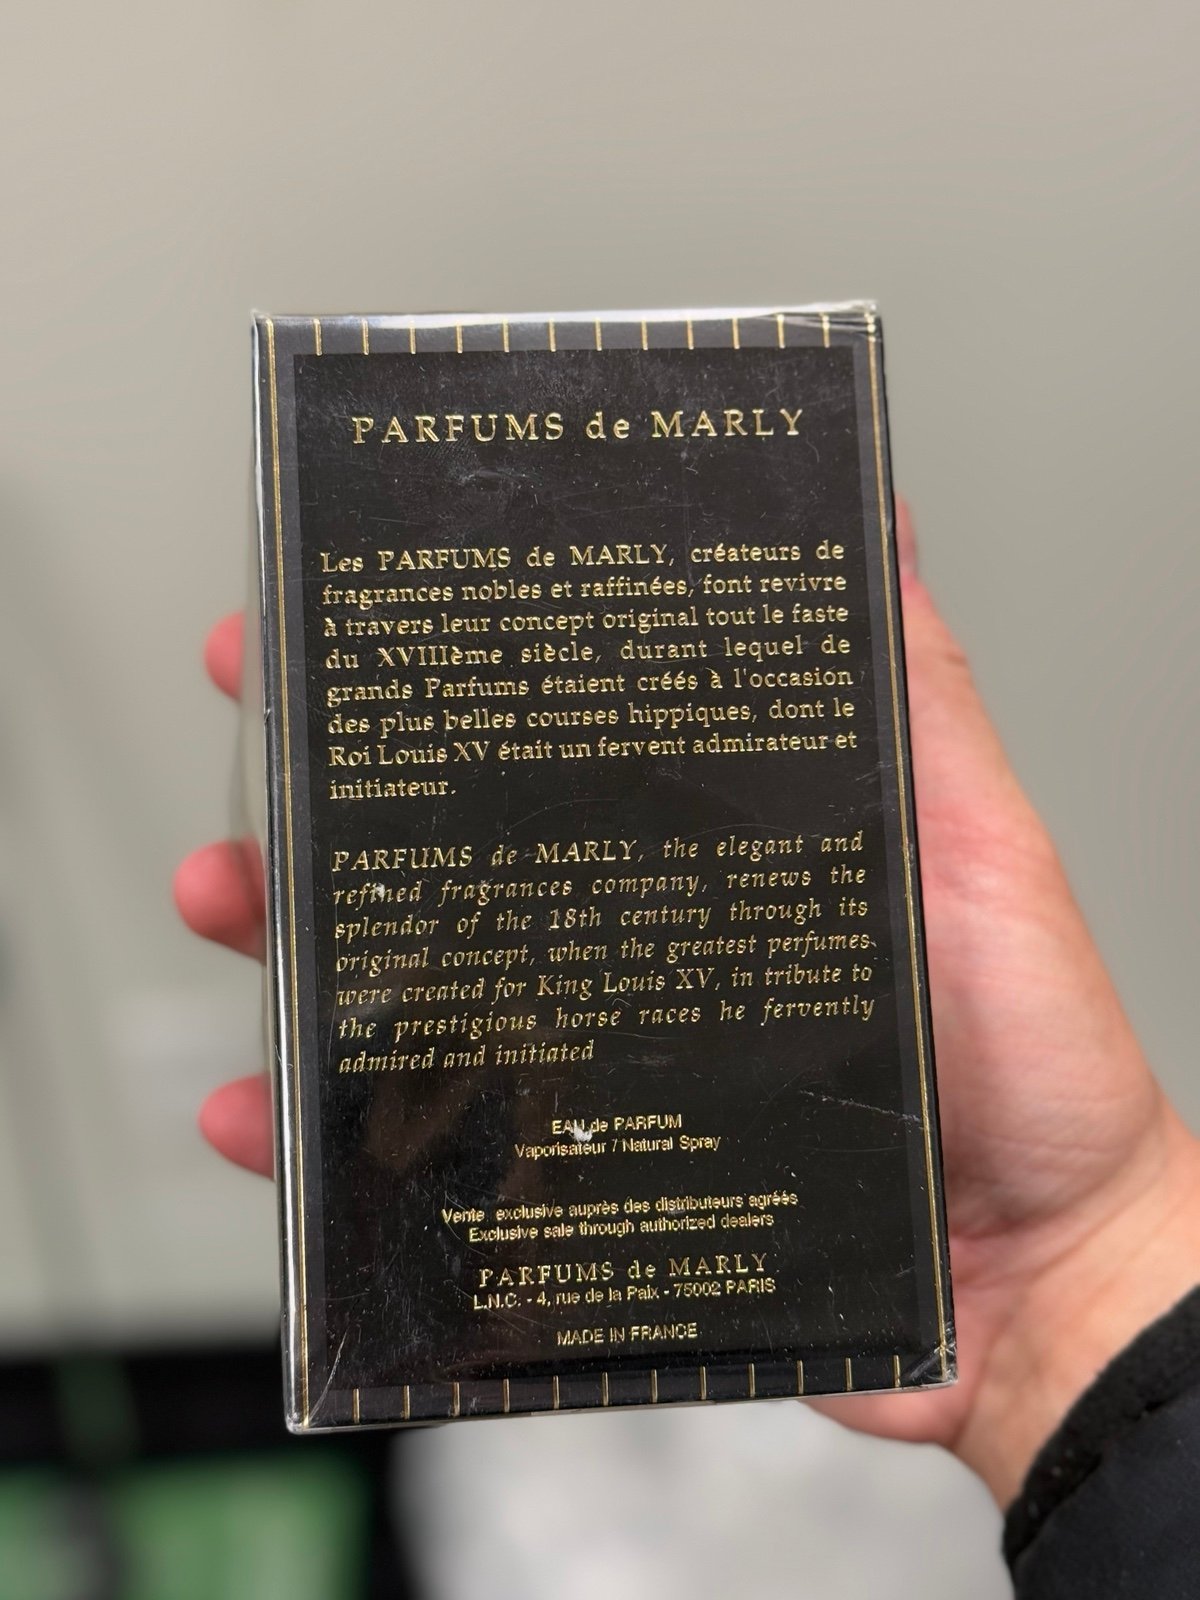 PARFUMS de MARLY
Les PARFUMS de MARLY, créateurs de
fragrances nobles et raffinées, font revivre
à travers leur concept original tout le faste
du XVIIIème siècle, durant lequel de
grands Parfums étaient créés à l'occasion
des plus belles courses hippiques, dont le
Roi Louis XV était un fervent admirateur et
initiateur.
PARFUMS de MARLY, the elegant and
refined fragrances company, renews the
splendor of the 18th century through its
original concept, when the greatest perfumes
were created for King Louis XV, in tribute to
the prestigious horse races he fervently
admired and initiated
EAU de PARFUM
Vaporisateur / Natural Spray
Vente exclusive auprès des distributeurs agréés
Exclusive sale through authorized dealers
PARFUMS de MARLY
L.N.C. - 4, rue de la Paix - 75002 PARIS
MADE IN FRANCE